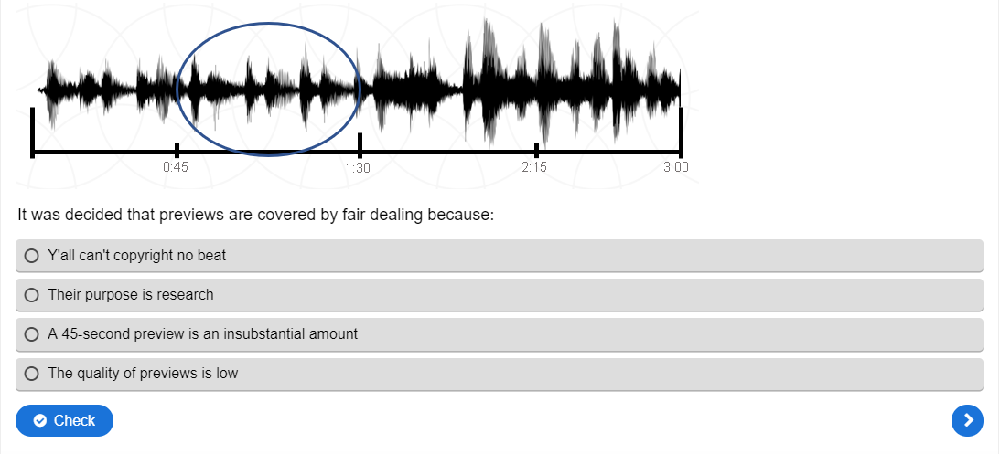 0:45 1:30 2:15 3:00
It was decided that previews are covered by fair dealing because:
Y'all can't copyright no beat
Their purpose is research
A 45-second preview is an insubstantial amount
The quality of previews is low
Check